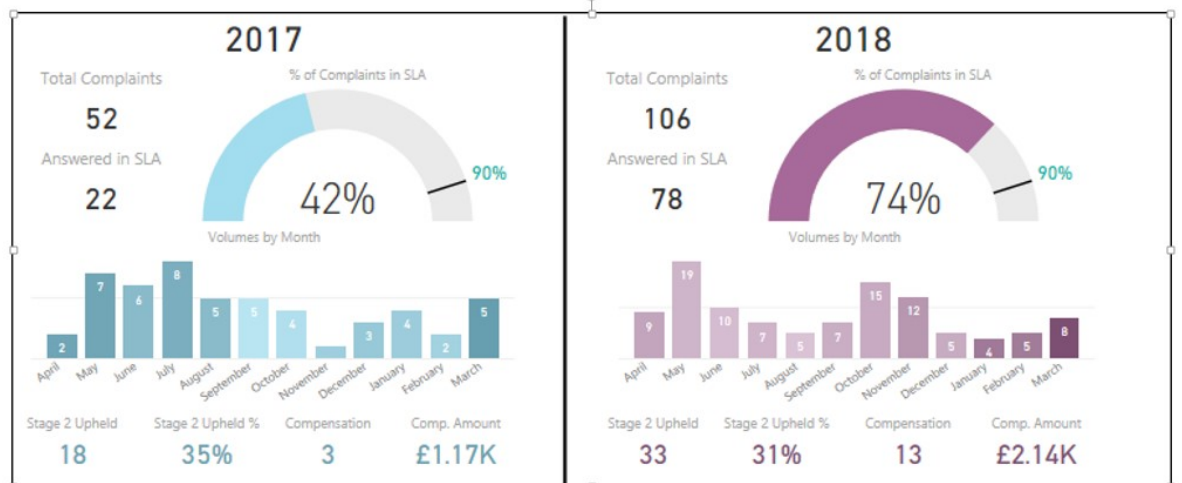 2017
Total Complaints
52
Answered in SLA
22
% of Complaints in SLA
90%
42%
Volumes by Month
2 7 6 8 5 5 4 3 4 2 5
April May June July August September October November December January February March
Stage 2 Upheld Stage 2 Upheld % Compensation Comp. Amount
18 35% 3 £1.17K
2018
Total Complaints
106
Answered in SLA
78
% of Complaints in SLA
90%
74%
Volumes by Month
9 19 10 7 5 7 15 12 5 4 5 8
April May June July August September October November December January February March
Stage 2 Upheld Stage 2 Upheld % Compensation Comp. Amount
33 31% 13 £2.14K